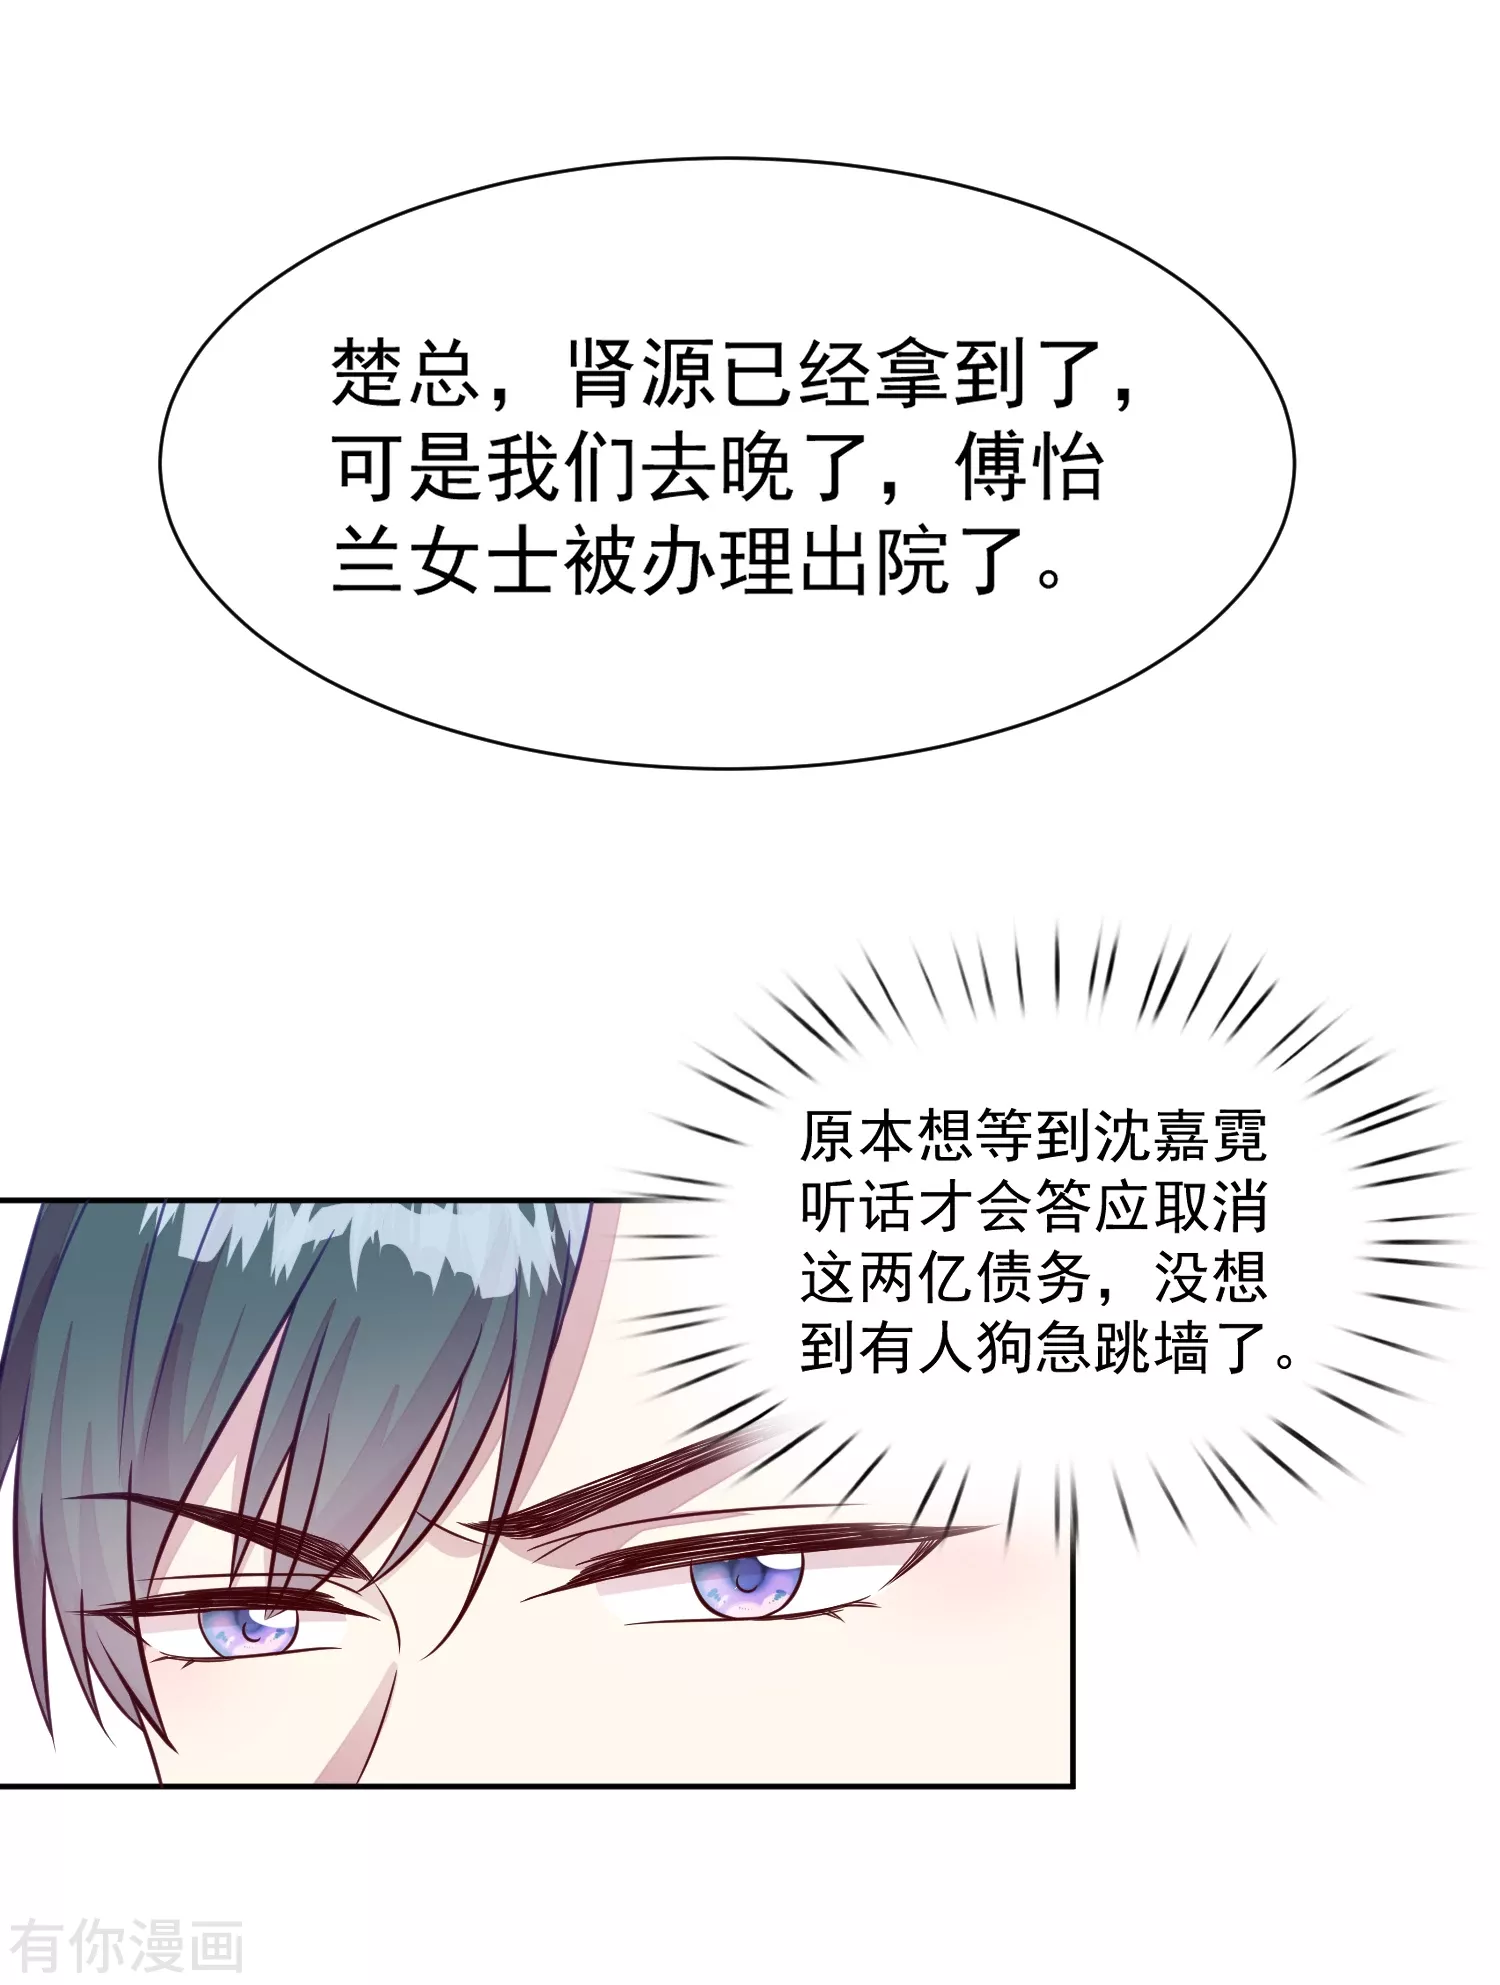 楚总，肾源已经拿到了，
可是我们去晚了，傅怡
兰女士被办理出院了。
原本想等到沈嘉霓
听话才会答应取消
这两亿债务，没想
到有人狗急跳墙了。
有你漫画